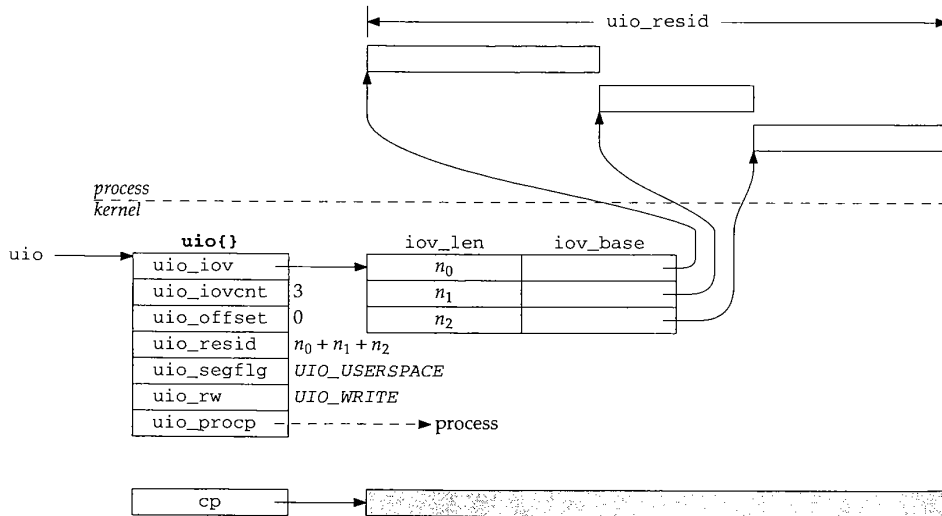 uio_resid
process
kernel
uio
uio{}
iov_len iov_base
uio_iov n₀
uio_iovcnt 3 n₁
uio_offset 0 n₂
uio_resid n₀ + n₁ + n₂
uio_segflg UIO_USERSPACE
uio_rw UIO_WRITE
uio_procp process
cp